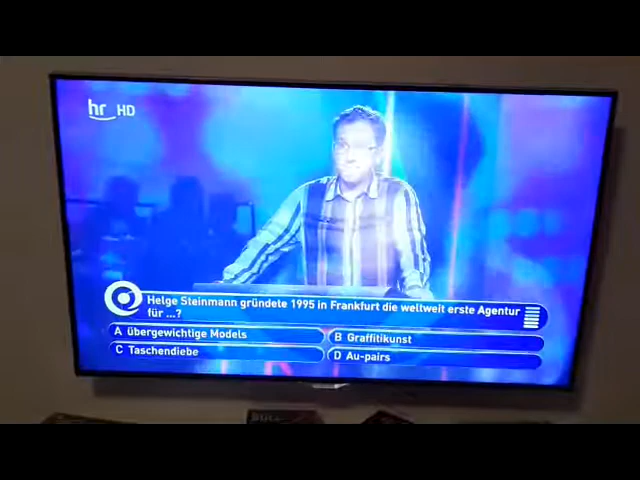 hr HD
Helge Steinmann gründete 1995 in Frankfurt die weltweit erste Agentur
für ...?
A übergewichtige Models
B Graffitikunst
C Taschendiebe
D Au-pairs